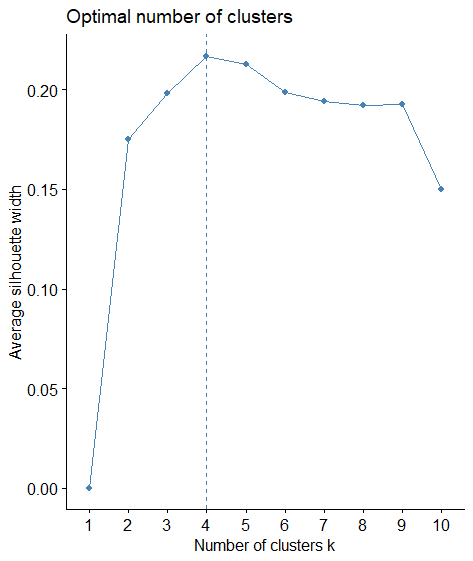 Optimal number of clusters
Average silhouette width
0.20
0.15
0.10
0.05
0.00
1 2 3 4 5 6 7 8 9 10
Number of clusters k